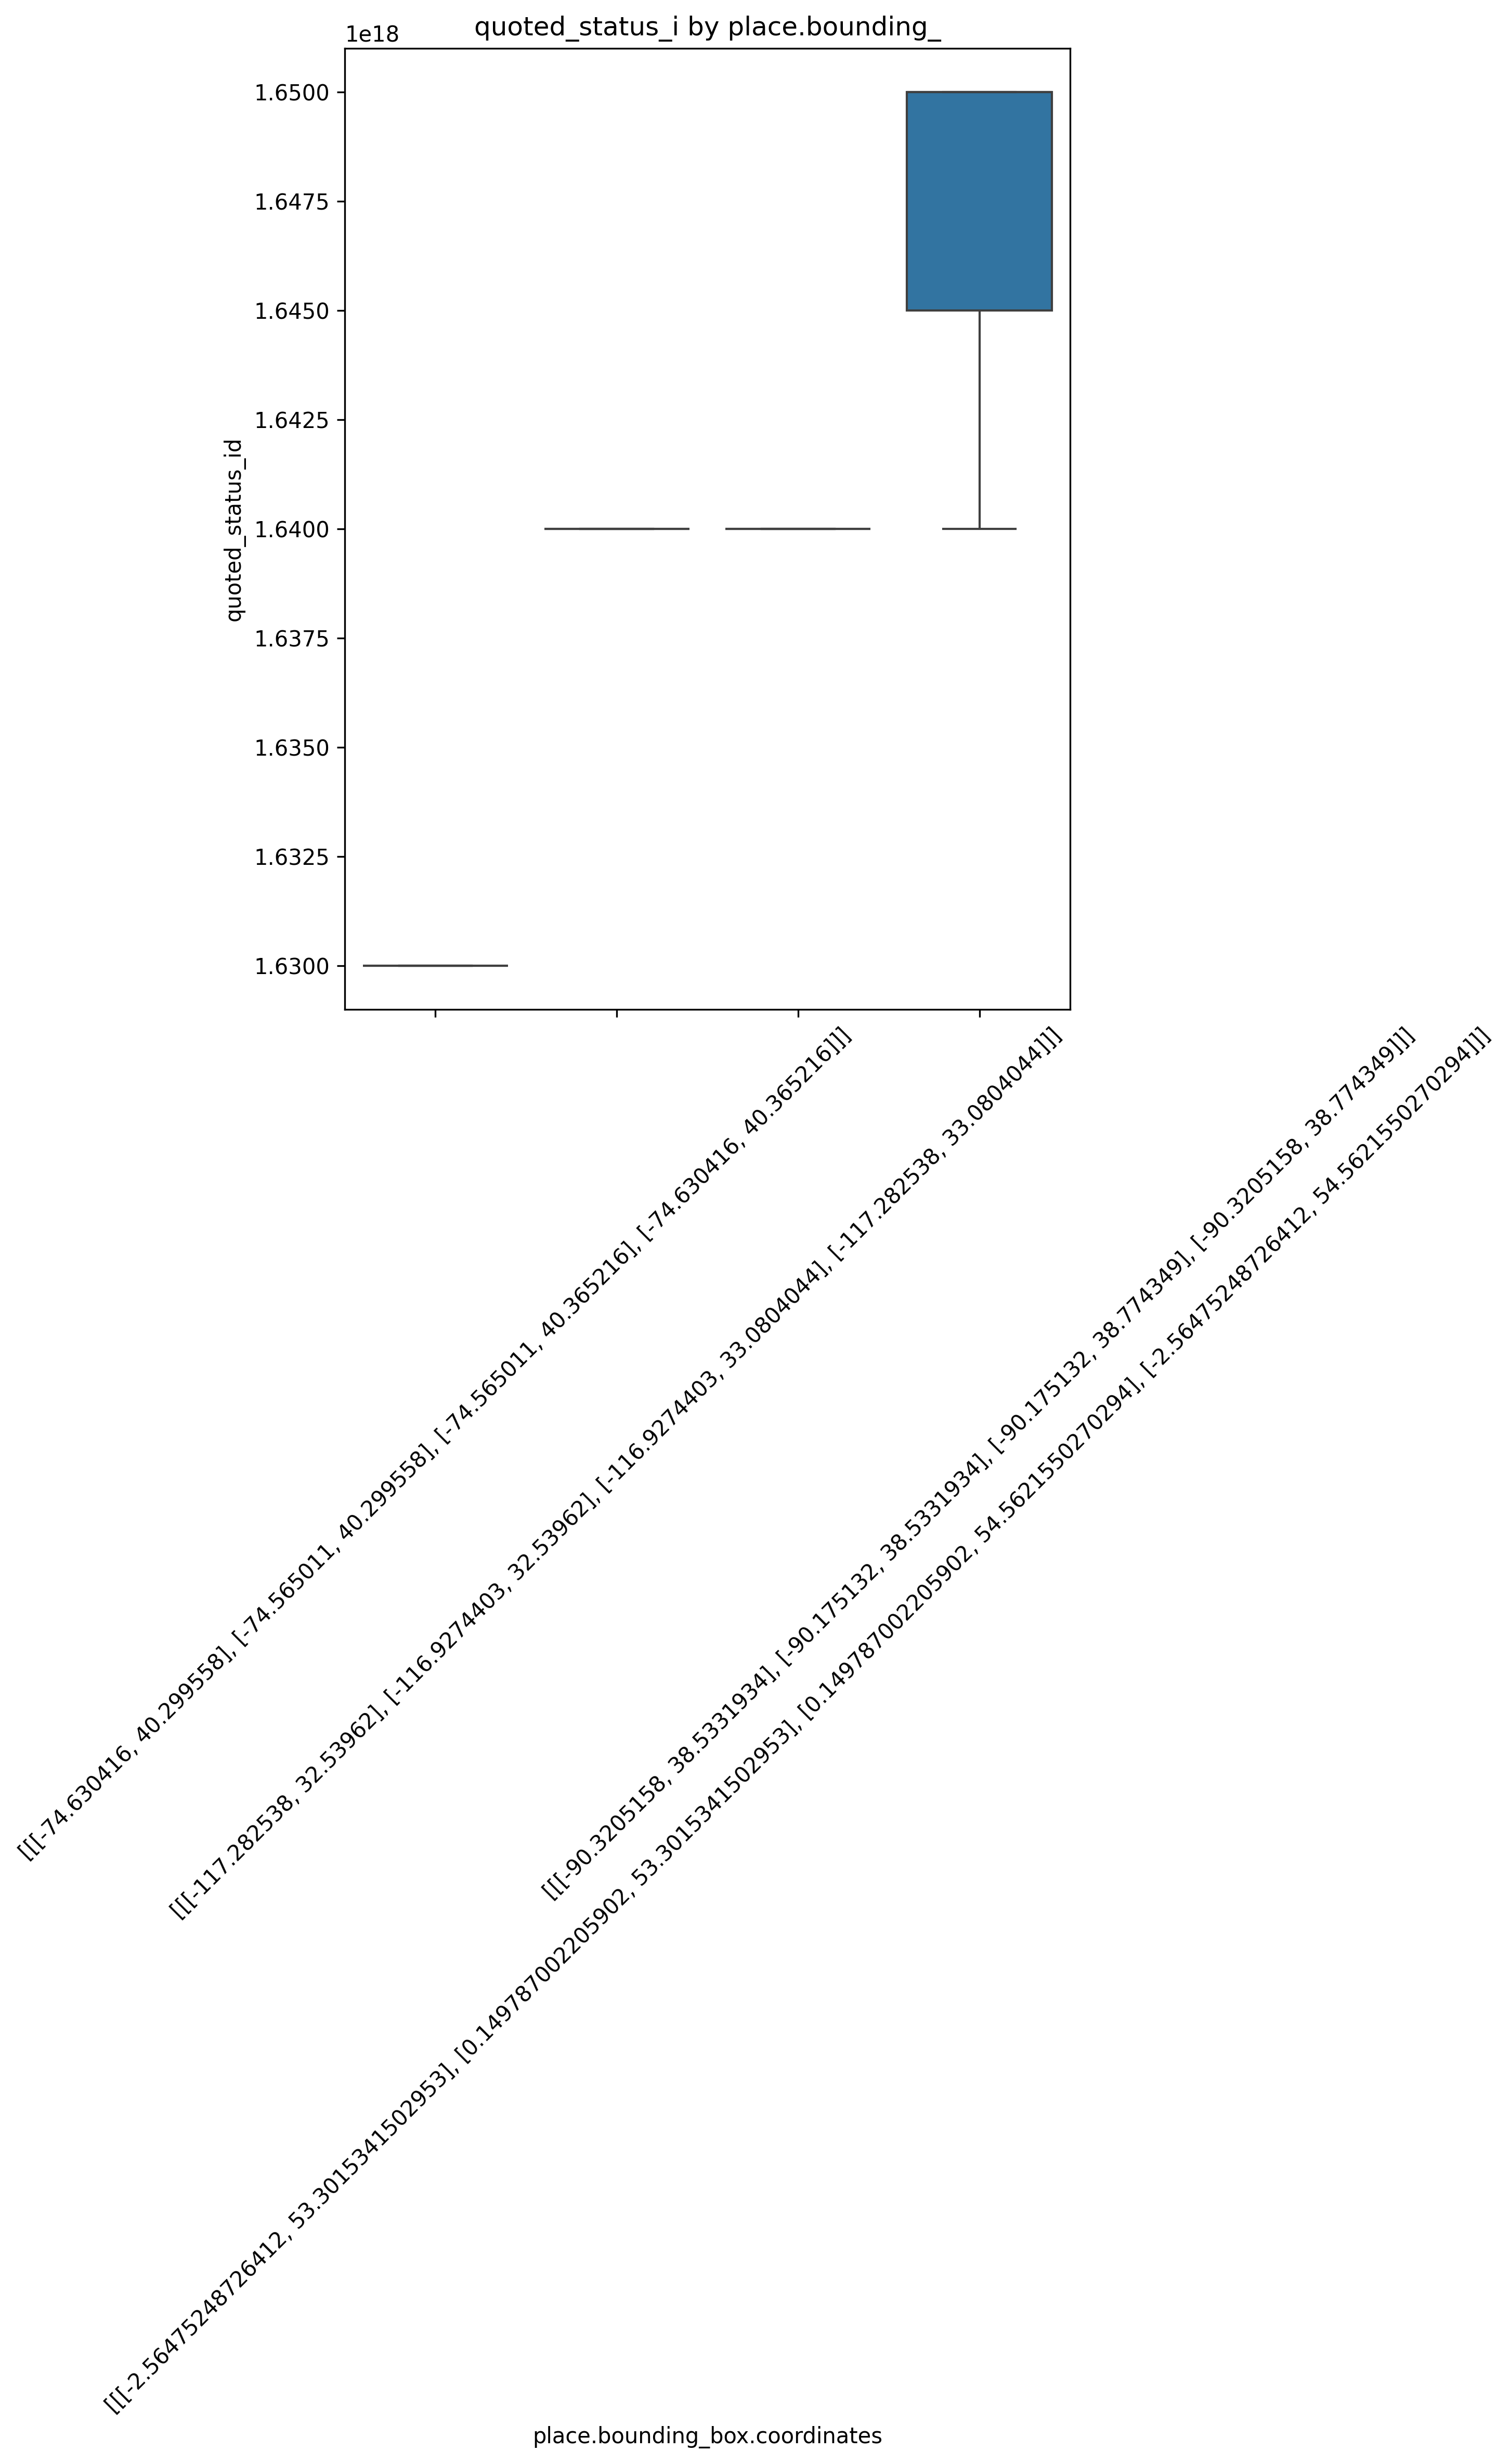 quoted_status_i by place.bounding_
1e18
1.6500
1.6475
1.6450
1.6425
1.6400
1.6375
1.6350
1.6325
1.6300
quoted_status_id
[[[-74.630416, 40.299558], [-74.565011, 40.299558], [-74.565011, 40.365216], [-74.630416, 40.365216]]]
[[[-117.282538, 32.53962], [-116.9274403, 32.53962], [-116.9274403, 33.0804044], [-117.282538, 33.0804044]]]
[[[-2.56475248726412, 53.3015341502953], [0.149787002205902, 53.3015341502953], [0.149787002205902, 54.5621550270294], [-2.56475248726412, 54.5621550270294]]]
[[[-90.3205158, 38.5331934], [-90.175132, 38.5331934], [-90.175132, 38.774349], [-90.3205158, 38.774349]]]
place.bounding_box.coordinates